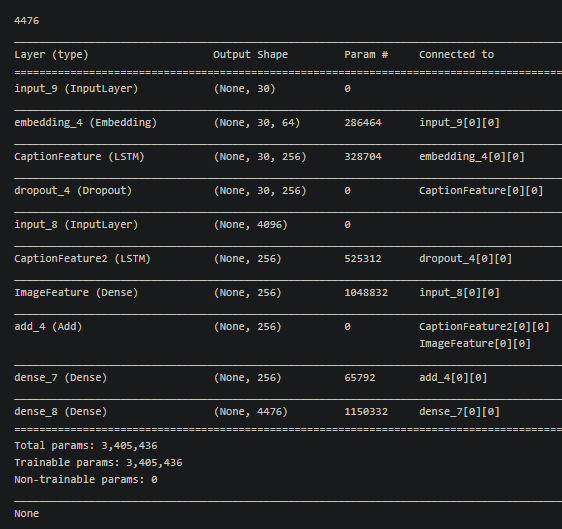 4476
Layer (type) Output Shape Param # Connected to
input_9 (InputLayer) (None, 30) 0
embedding_4 (Embedding) (None, 30, 64) 286464 input_9[0][0]
CaptionFeature (LSTM) (None, 30, 256) 328704 embedding_4[0][0]
dropout_4 (Dropout) (None, 30, 256) 0 CaptionFeature[0][0]
input_8 (InputLayer) (None, 4096) 0
CaptionFeature2 (LSTM) (None, 256) 525312 dropout_4[0][0]
ImageFeature (Dense) (None, 256) 1048832 input_8[0][0]
add_4 (Add) (None, 256) 0 CaptionFeature2[0][0]
ImageFeature[0][0]
dense_7 (Dense) (None, 256) 65792 add_4[0][0]
dense_8 (Dense) (None, 4476) 1150332 dense_7[0][0]
Total params: 3,405,436
Trainable params: 3,405,436
Non-trainable params: 0
None